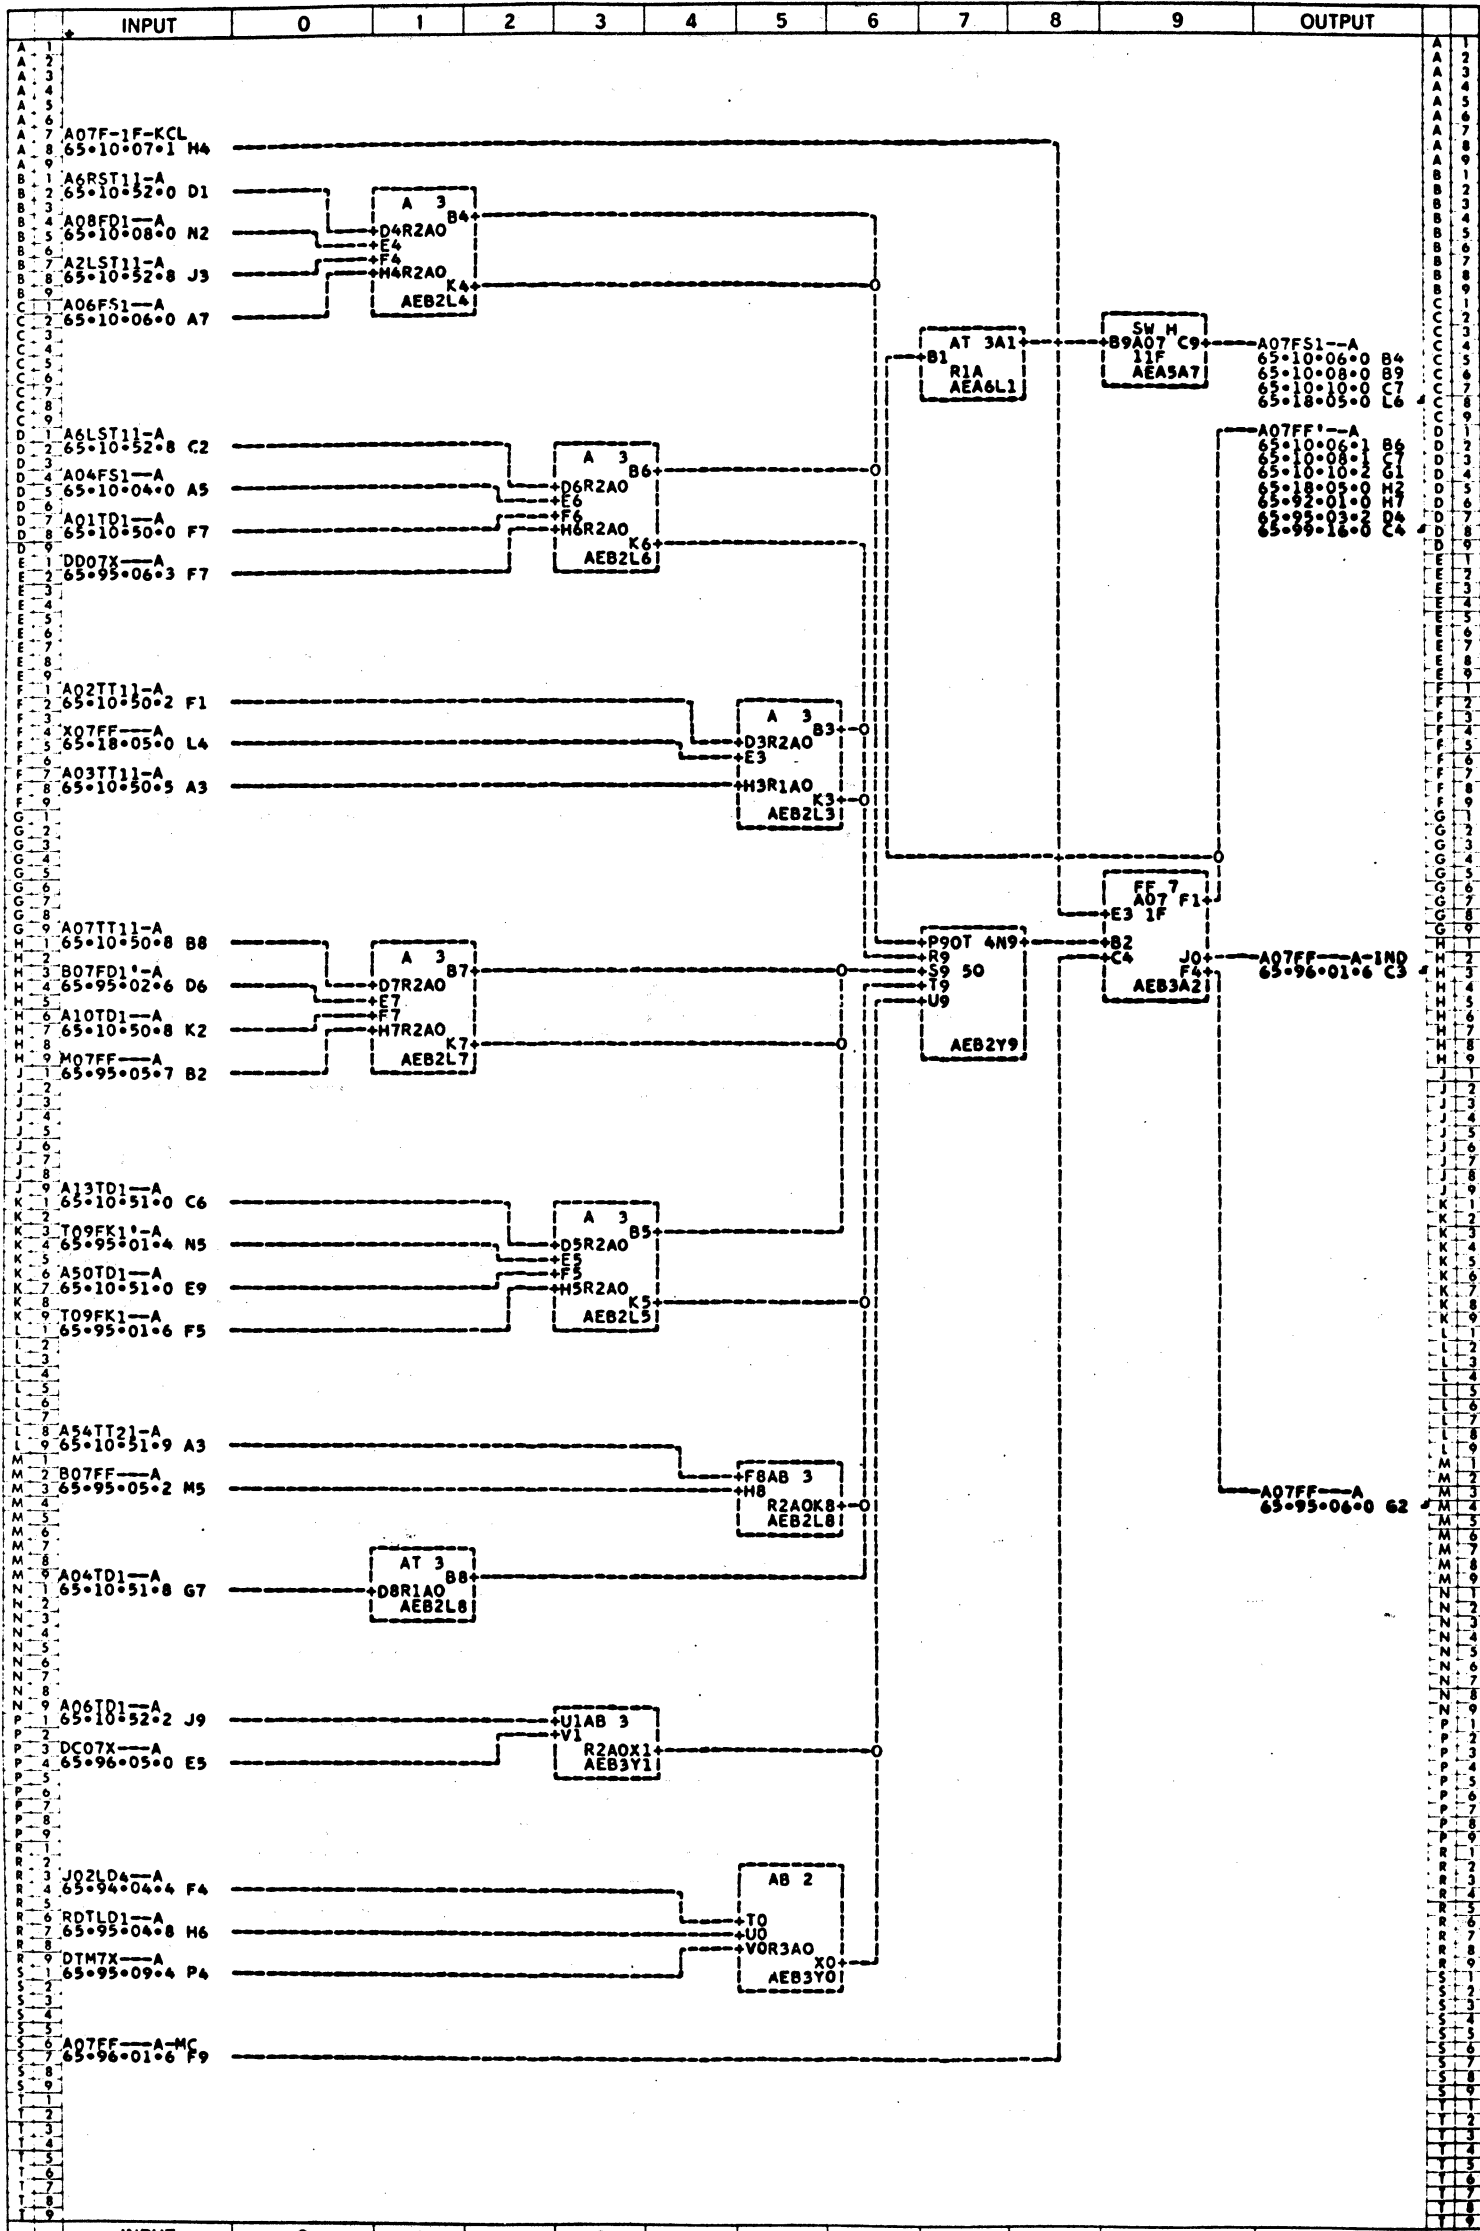 INPUT 0 1 2 3 4 5 6 7 8 9 OUTPUT
A07F-1F-KCL
65•10•07•1 H4
A6RST11-A
65•10•52•0 D1
A08FD1--A
65•10•08•0 N2
A2LST11-A
65•10•52•8 J3
A06FS1--A
65•10•06•0 A7
A 3
B4
D4R2AO
E4
F4
H4R2AO
K4
AEB2L4
AT 3A1
B1
R1A
AEA6L1
SW H
B9A07 C9
11F
AEA5A7
A07FS1--A
65•10•06•0 B4
65•10•08•0 B9
65•10•10•0 C7
65•18•05•0 L6
A6LST11-A
65•10•52•8 C2
A04FS1--A
65•10•04•0 A5
A01TD1--A
65•10•50•0 F7
DD07X---A
65•95•06•3 F7
A 3
B6
D6R2AO
E6
F6
H6R2AO
K6
AEB2L6
A07FF'--A
65•10•06•1 B6
65•10•08•1 C7
65•10•10•2 G1
65•18•05•0 H2
65•92•01•0 H7
65•95•03•2 D4
65•99•16•0 C4
A02TT11-A
65•10•50•2 F1
X07FF---A
65•18•05•0 L4
A03TT11-A
65•10•50•5 A3
A 3
B3
D3R2AO
E3
H3R1AO
K3
AEB2L3
A07TT11-A
65•10•50•8 B8
B07FD1'-A
65•95•02•6 D6
A10TD1--A
65•10•50•8 K2
M07FF---A
65•95•05•7 B2
A 3
B7
D7R2AO
E7
F7
H7R2AO
K7
AEB2L7
P9OT 4N9
R9
S9 50
T9
U9
AEB2Y9
FF 7
A07 F1
E3 1F
B2
C4 J0
F4
AEB3A2
A07FF---A-IND
65•96•01•6 C3
A13TD1--A
65•10•51•0 C6
T09FK1'-A
65•95•01•4 N5
A50TD1--A
65•10•51•0 E9
T09FK1--A
65•95•01•6 F5
A 3
B5
D5R2AO
E5
F5
H5R2AO
K5
AEB2L5
A54TT21-A
65•10•51•9 A3
B07FF---A
65•95•05•2 M5
F8AB 3
H8
R2AOK8
AEB2L8
A07FF---A
65•95•06•0 G2
A04TD1--A
65•10•51•8 G7
AT 3
B8
D8R1AO
AEB2L8
A06TD1--A
65•10•52•2 J9
DC07X---A
65•96•05•0 E5
U1AB 3
V1
R2AOX1
AEB3Y1
J02LD4--A
65•94•04•4 F4
RDTLD1--A
65•95•04•8 H6
DTM7X---A
65•95•09•4 P4
AB 2
T0
U0
V0R3AO
X0
AEB3Y0
A07FF---A-MC
65•96•01•6 F9